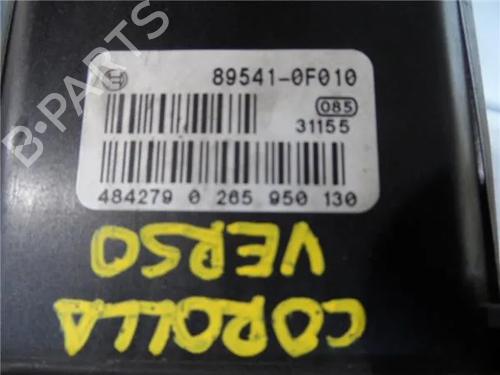 89541-0F010
085
31155
484279 0 265 950 130
COROLLA
VERSO
B-PARTS